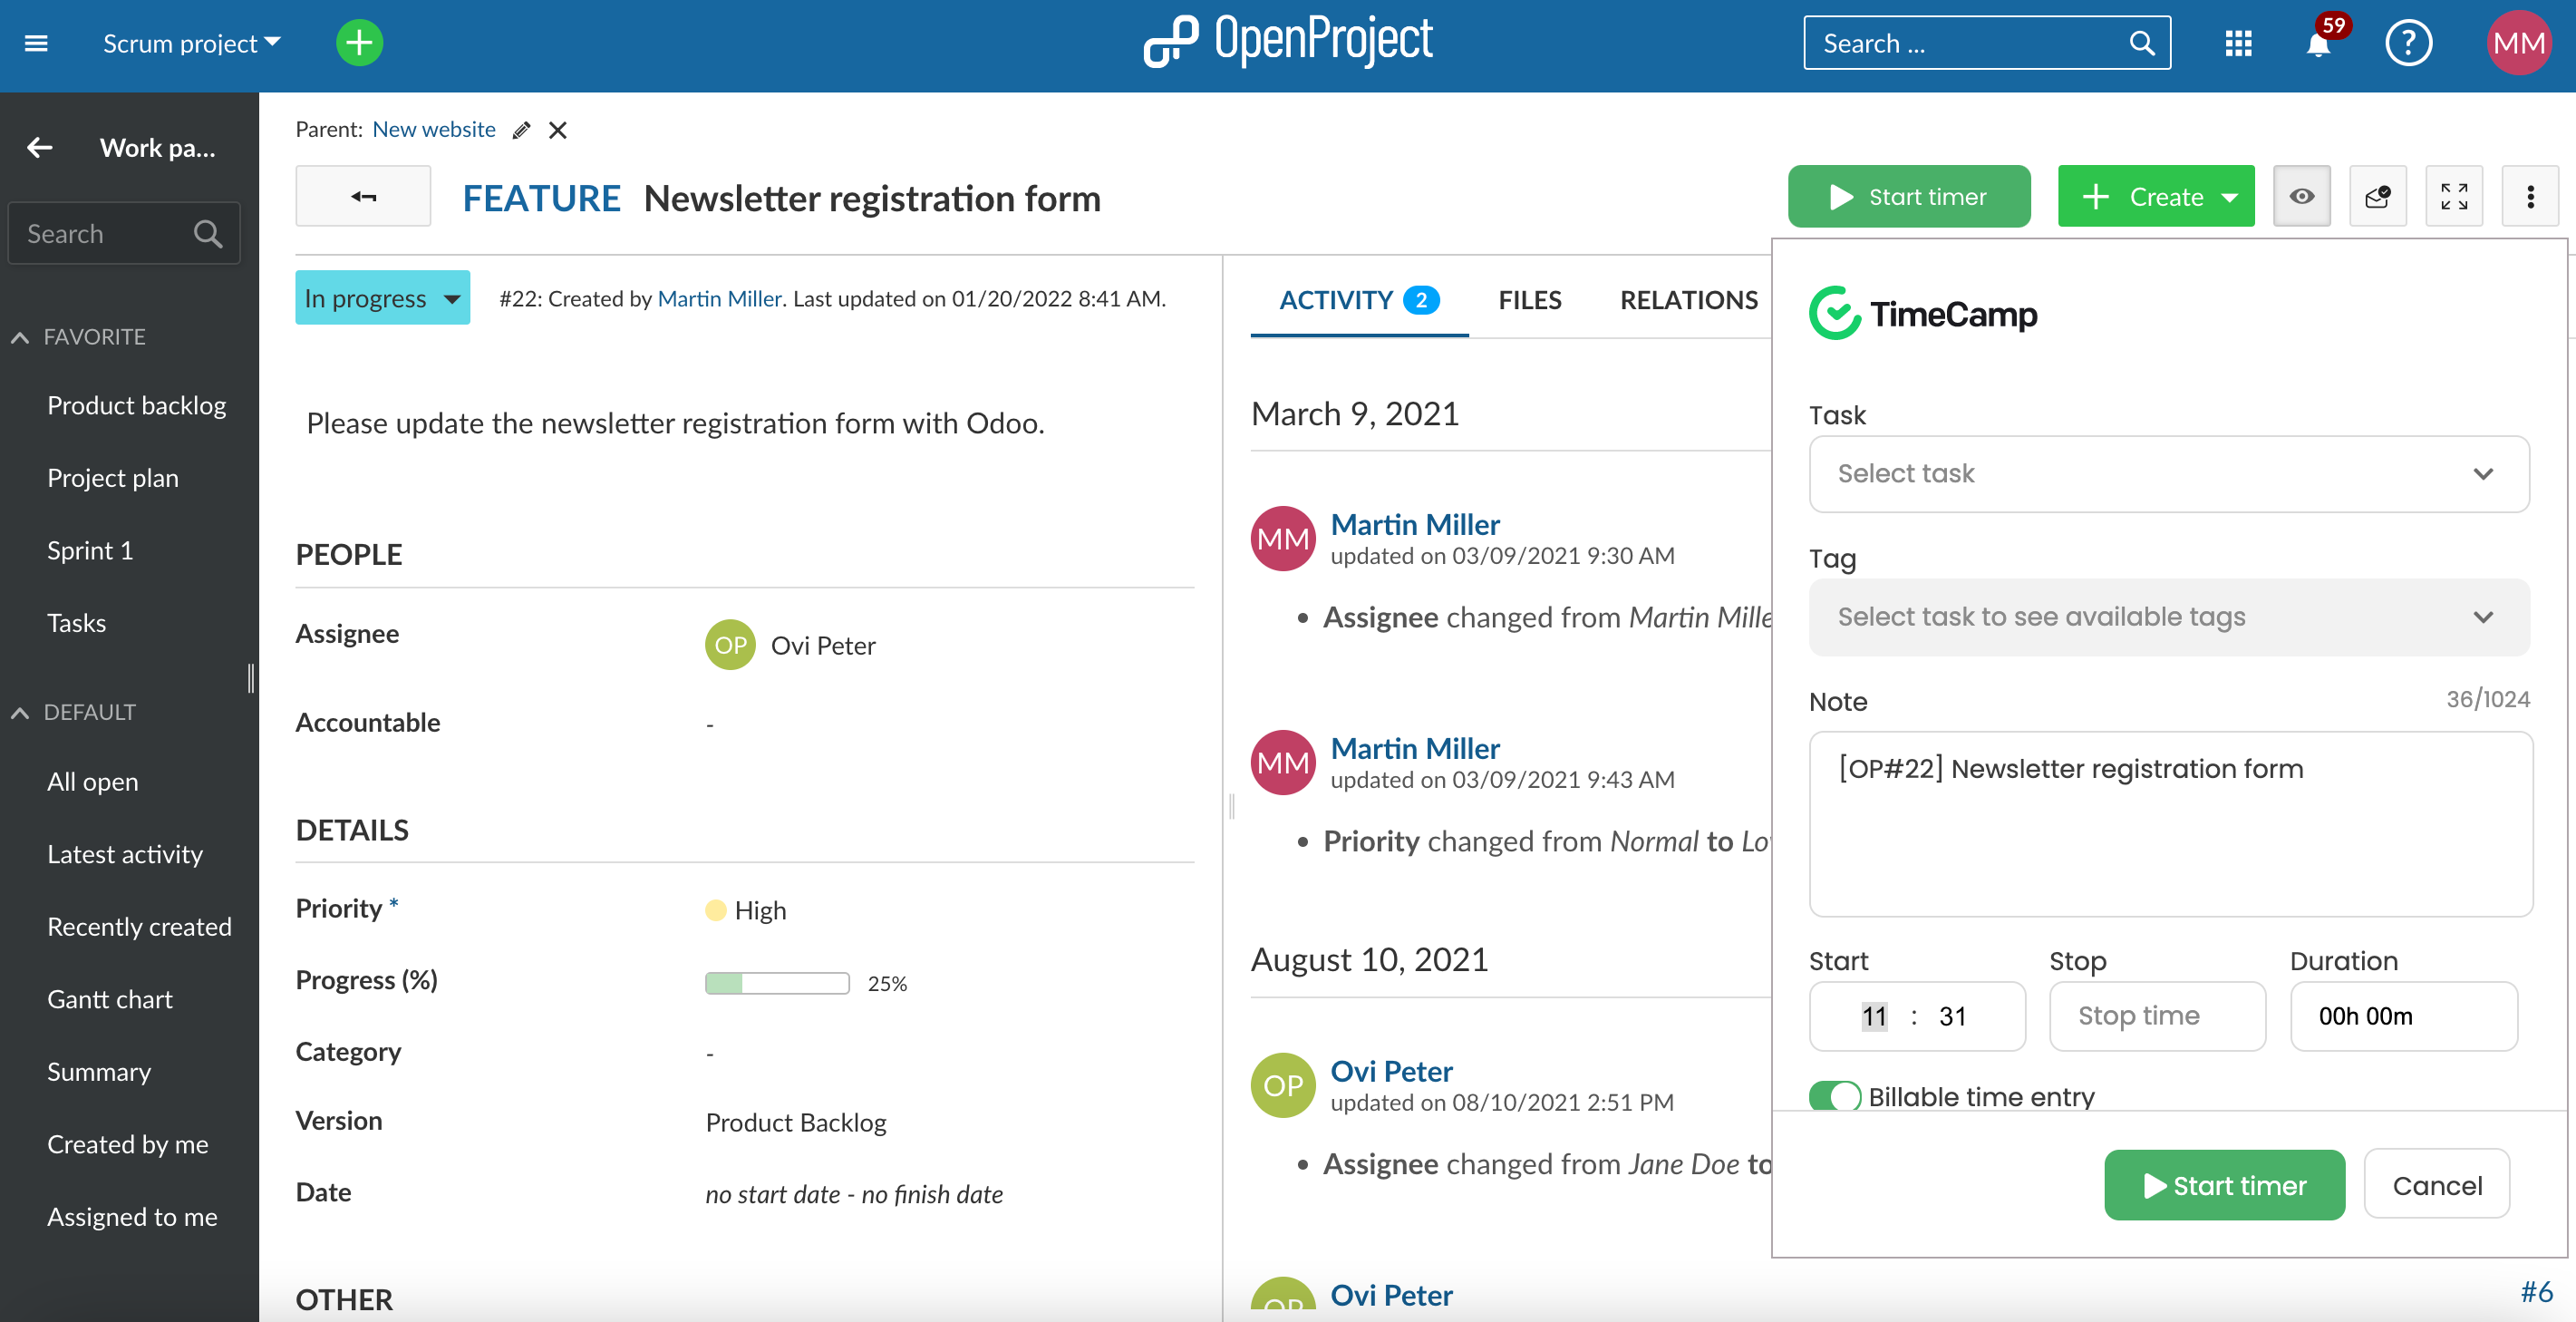 Scrum project
OpenProject
Search ...
59
?
MM
Work pa...
Search
FAVORITE
Product backlog
Project plan
Sprint 1
Tasks
DEFAULT
All open
Latest activity
Recently created
Gantt chart
Summary
Created by me
Assigned to me
Parent: New website
FEATURE Newsletter registration form
Start timer
Create
In progress
#22: Created by Martin Miller. Last updated on 01/20/2022 8:41 AM.
Please update the newsletter registration form with Odoo.
PEOPLE
Assignee
OP Ovi Peter
Accountable
-
DETAILS
Priority *
High
Progress (%)
25%
Category
-
Version
Product Backlog
Date
no start date - no finish date
OTHER
ACTIVITY 2
FILES
RELATIONS
March 9, 2021
MM
Martin Miller
updated on 03/09/2021 9:30 AM
• Assignee changed from Martin Mille
MM
Martin Miller
updated on 03/09/2021 9:43 AM
• Priority changed from Normal to Lo
August 10, 2021
OP
Ovi Peter
updated on 08/10/2021 2:51 PM
• Assignee changed from Jane Doe to
OP
Ovi Peter
#6
TimeCamp
Task
Select task
Tag
Select task to see available tags
Note
36/1024
[OP#22] Newsletter registration form
Start
Stop
Duration
11 : 31
Stop time
00h 00m
Billable time entry
Start timer
Cancel